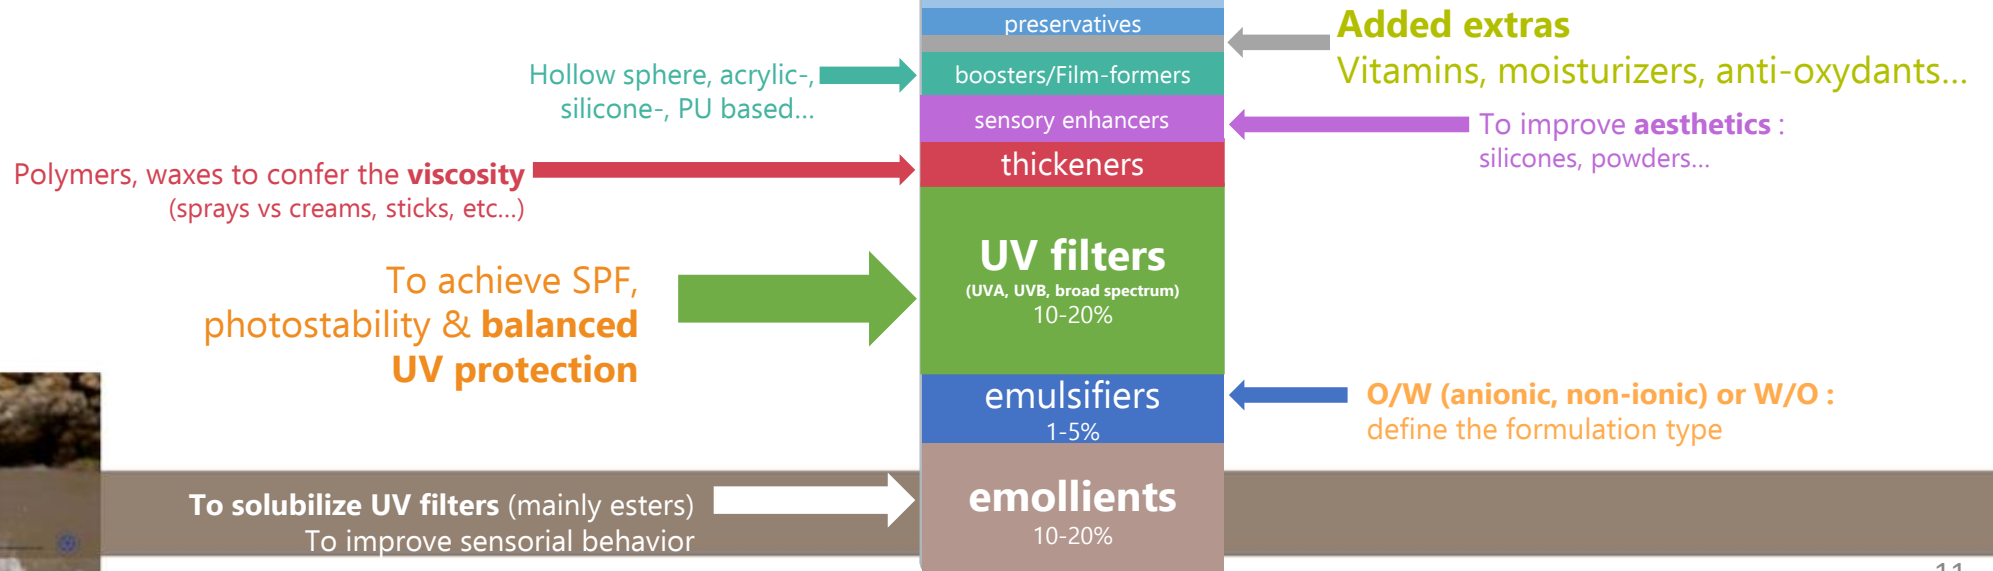 preservatives
Added extras
Vitamins, moisturizers, anti-oxydants...
Hollow sphere, acrylic-,
silicone-, PU based...
boosters/Film-formers
sensory enhancers
To improve aesthetics :
silicones, powders...
thickeners
Polymers, waxes to confer the viscosity
(sprays vs creams, sticks, etc...)
UV filters
(UVA, UVB, broad spectrum)
10-20%
To achieve SPF,
photostability & balanced
UV protection
emulsifiers
1-5%
O/W (anionic, non-ionic) or W/O :
define the formulation type
To solubilize UV filters (mainly esters)
To improve sensorial behavior
emollients
10-20%